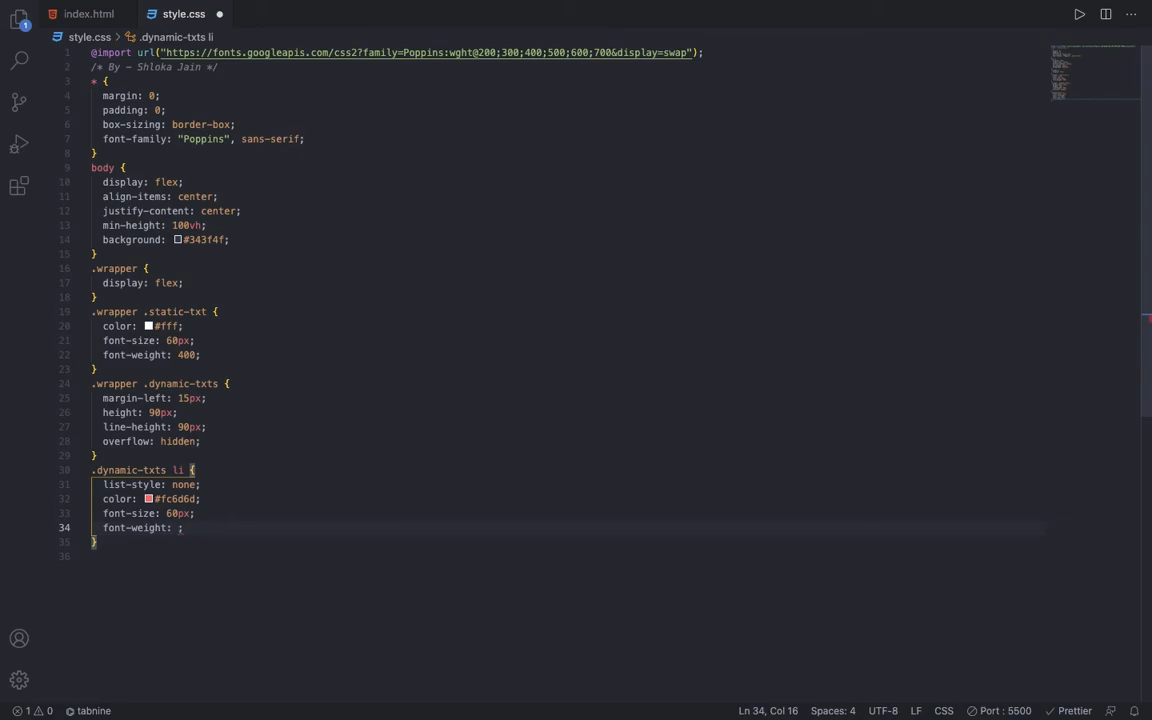 index.html
style.css
style.css › .dynamic-txts li
1 @import url("https://fonts.googleapis.com/css2?family=Poppins:wght@200;300;400;500;600;700&display=swap");
2 /* By ~ Shloka Jain */
3 * {
4 margin: 0;
5 padding: 0;
6 box-sizing: border-box;
7 font-family: "Poppins", sans-serif;
8 }
9 body {
10 display: flex;
11 align-items: center;
12 justify-content: center;
13 min-height: 100vh;
14 background: #343f4f;
15 }
16 .wrapper {
17 display: flex;
18 }
19 .wrapper .static-txt {
20 color: #fff;
21 font-size: 60px;
22 font-weight: 400;
23 }
24 .wrapper .dynamic-txts {
25 margin-left: 15px;
26 height: 90px;
27 line-height: 90px;
28 overflow: hidden;
29 }
30 .dynamic-txts li {
31 list-style: none;
32 color: #fc6d6d;
33 font-size: 60px;
34 font-weight: ;
35 }
36
1
1 0 tabnine Ln 34, Col 16 Spaces: 4 UTF-8 LF CSS Port : 5500 Prettier